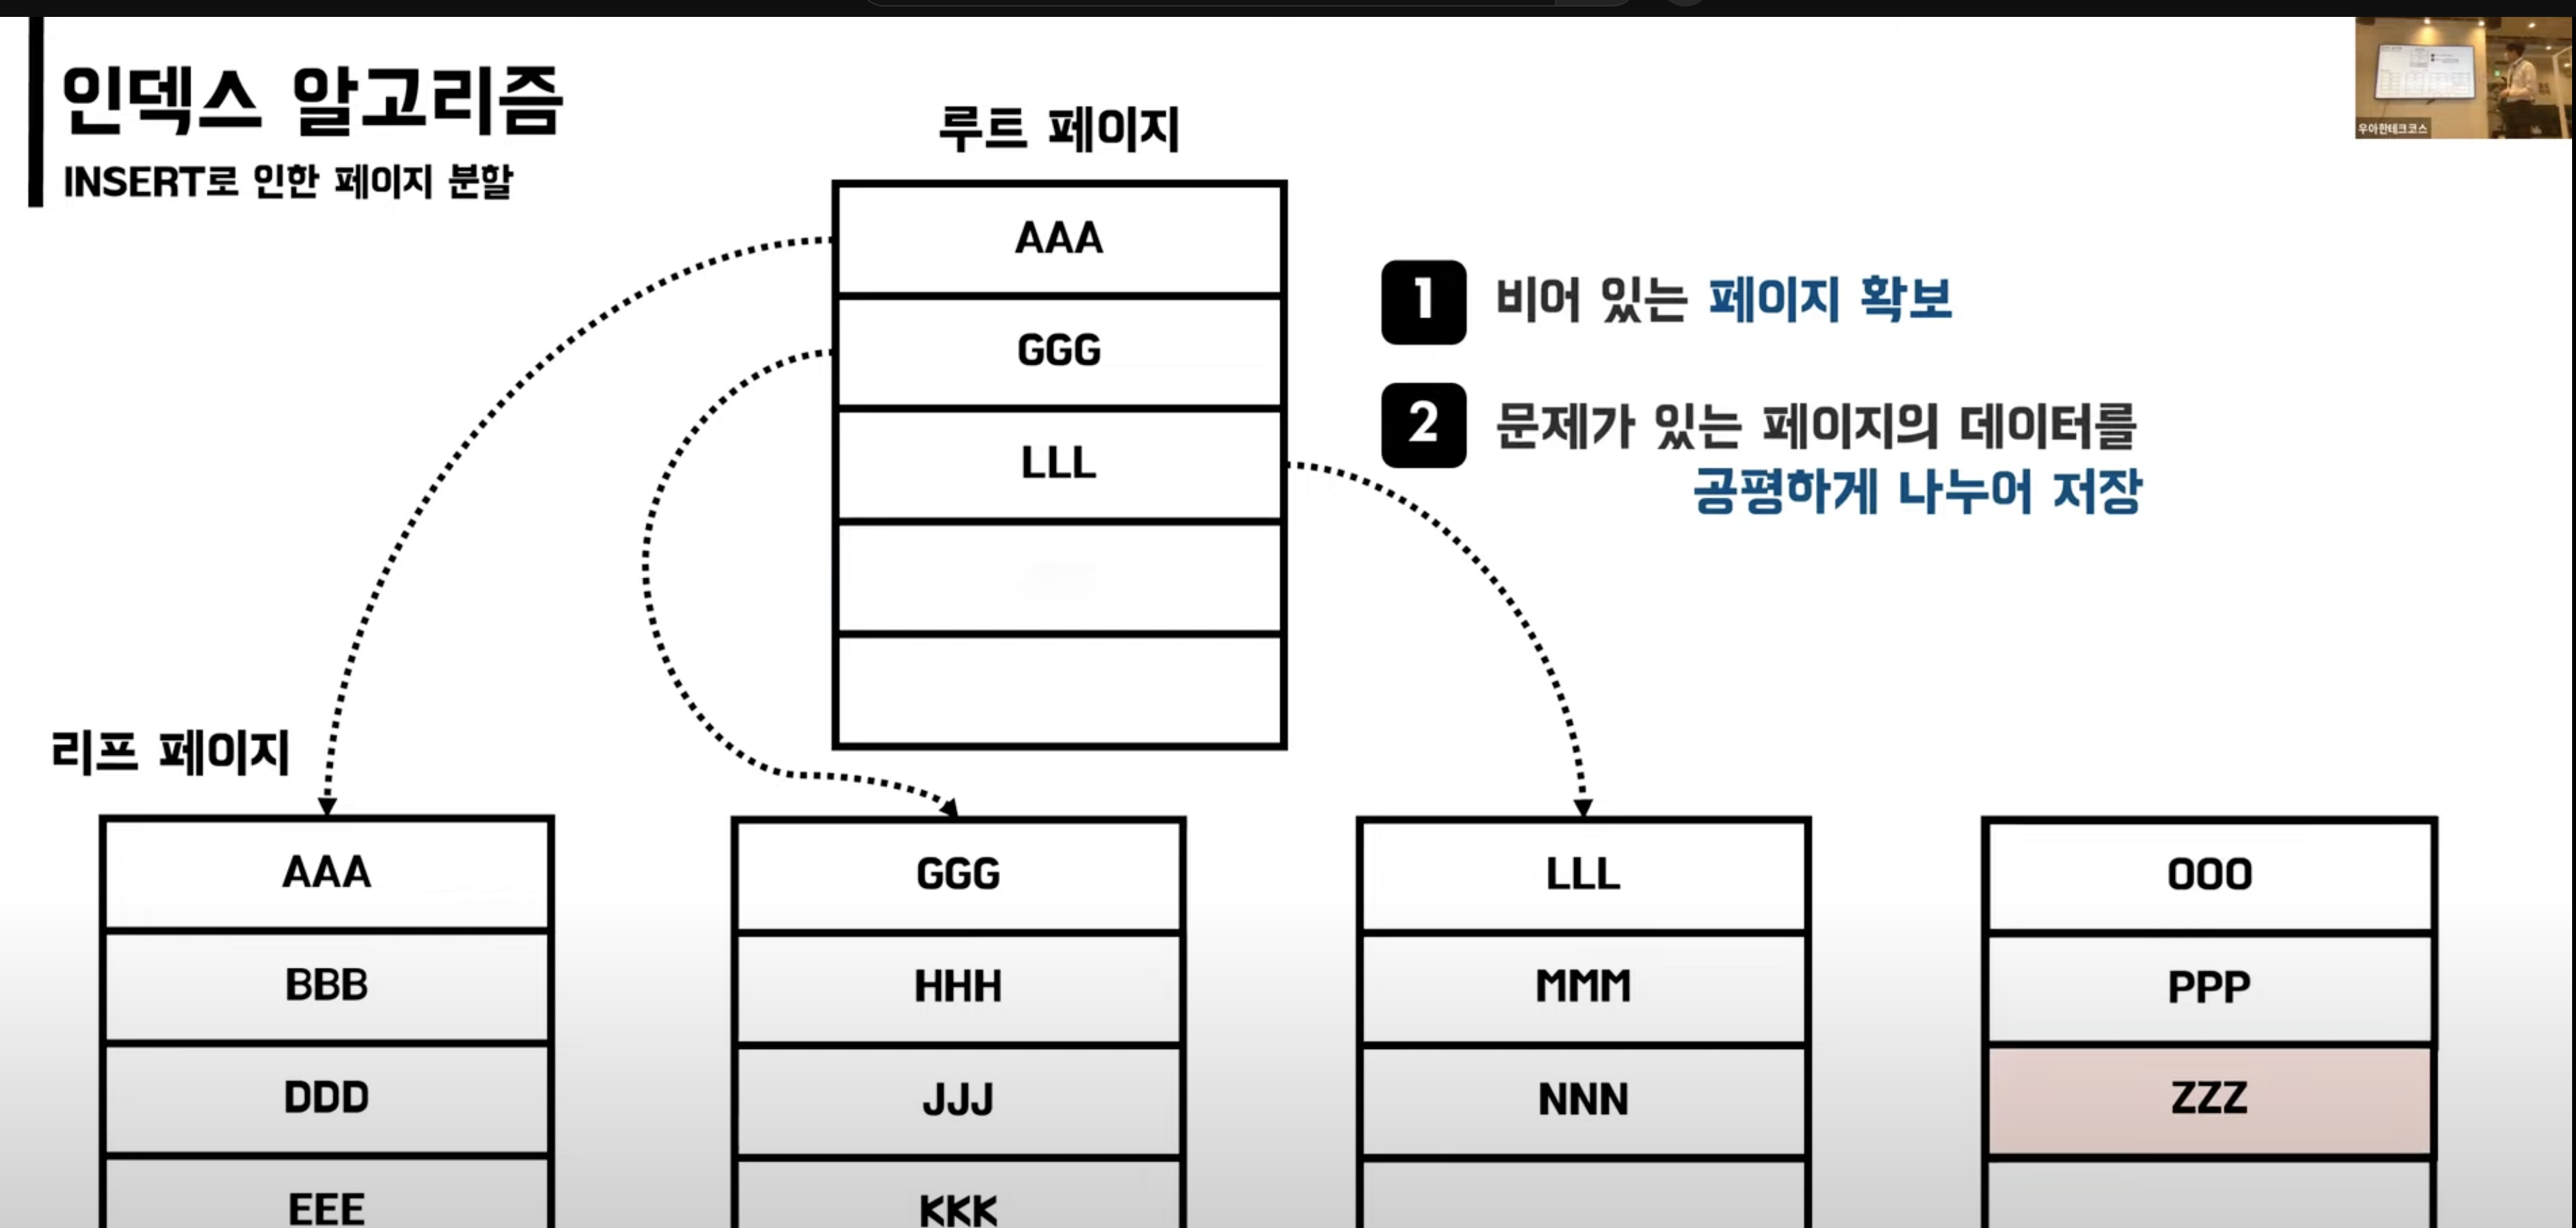 인덱스 알고리즘
INSERT로 인한 페이지 분할
우아한테크코스
루트 페이지
AAA
GGG
LLL
1 비어 있는 페이지 확보
2 문제가 있는 페이지의 데이터를
공평하게 나누어 저장
리프 페이지
AAA
BBB
DDD
EEE
GGG
HHH
JJJ
KKK
LLL
MMM
NNN
OOO
PPP
ZZZ